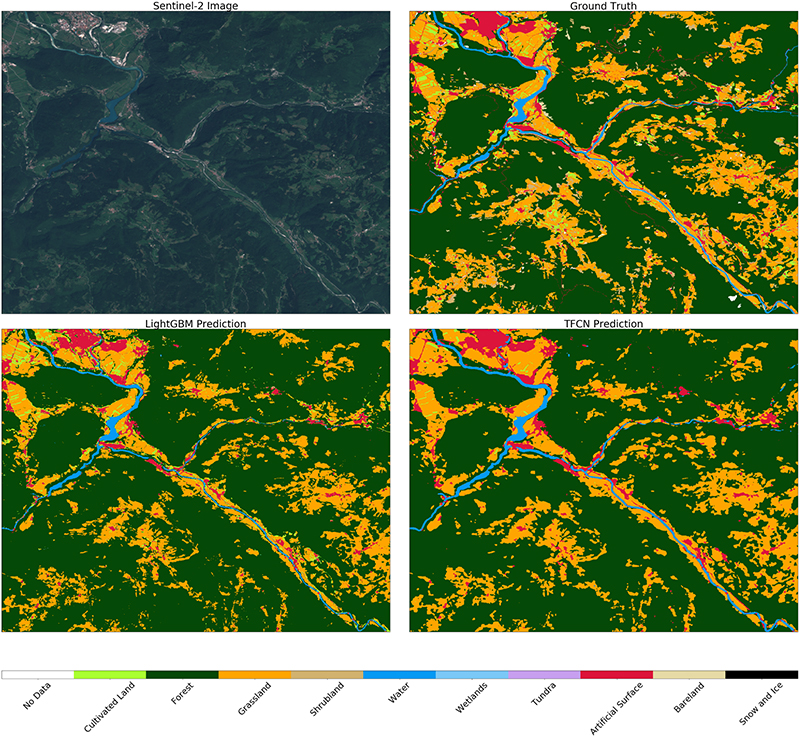 Sentinel-2 Image
Ground Truth
LightGBM Prediction
TFCN Prediction
No Data
Cultivated Land
Forest
Grassland
Shrubland
Water
Wetlands
Tundra
Artificial Surface
Bareland
Snow and Ice